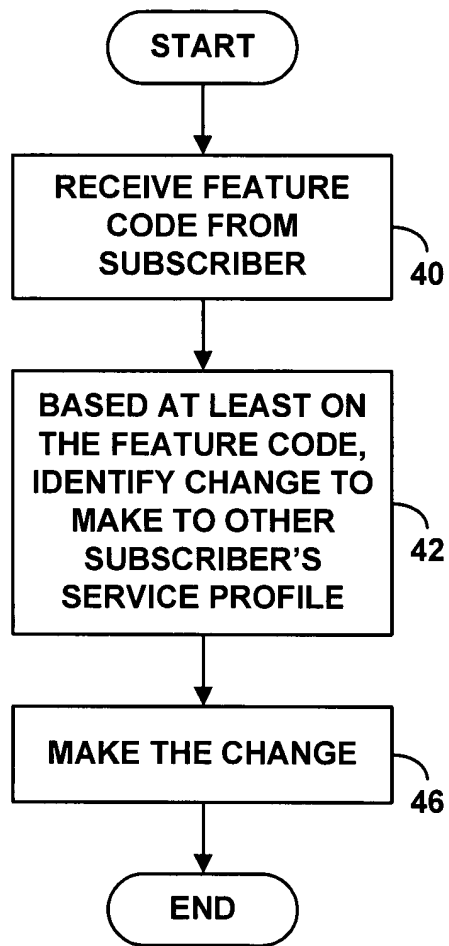 START
RECEIVE FEATURE
CODE FROM
SUBSCRIBER
40
BASED AT LEAST ON
THE FEATURE CODE,
IDENTIFY CHANGE TO
MAKE TO OTHER
SUBSCRIBER'S
SERVICE PROFILE
42
MAKE THE CHANGE
46
END